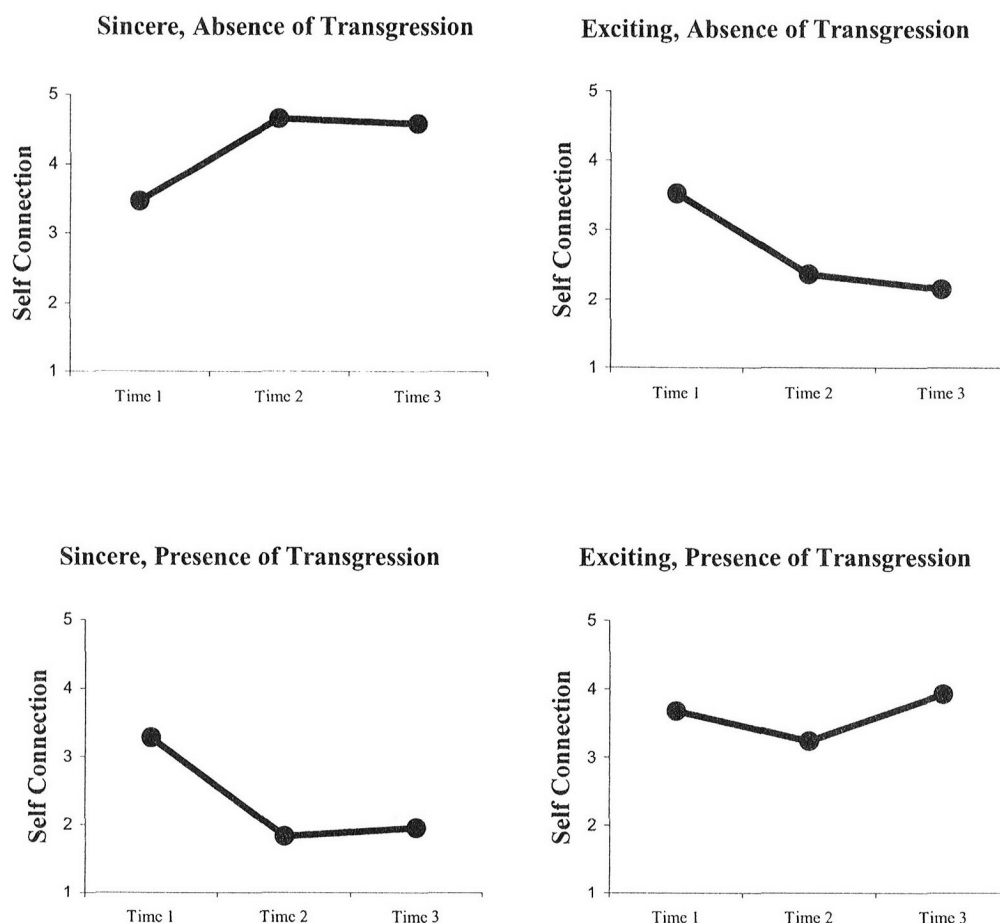 Sincere, Absence of Transgression
5
4
3
2
1
Self Connection
Time 1 Time 2 Time 3
Exciting, Absence of Transgression
5
4
3
2
1
Self Connection
Time 1 Time 2 Time 3
Sincere, Presence of Transgression
5
4
3
2
1
Self Connection
Time 1 Time 2 Time 3
Exciting, Presence of Transgression
5
4
3
2
1
Self Connection
Time 1 Time 2 Time 3